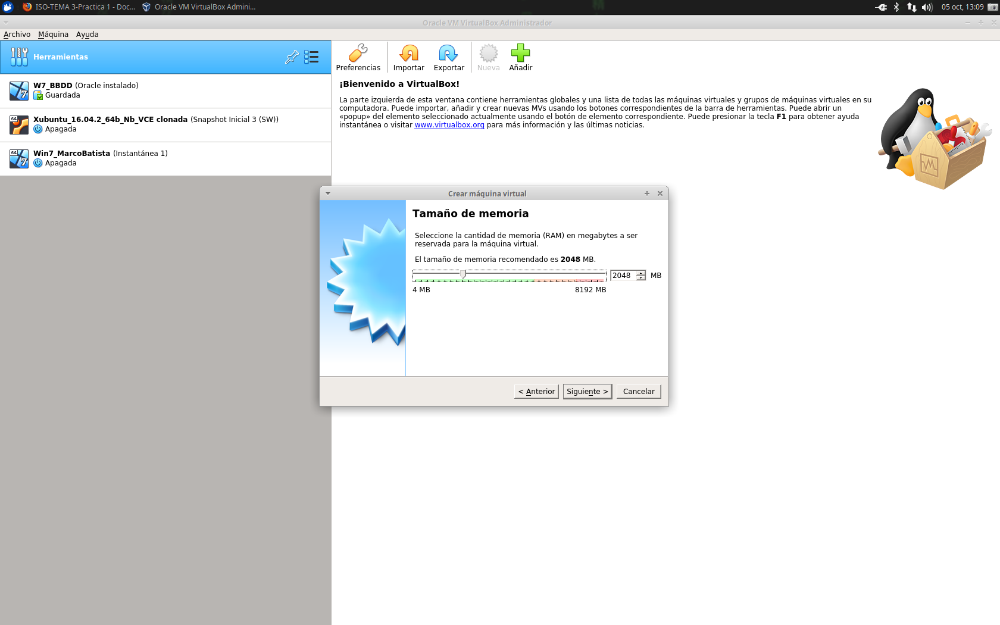 ISO-TEMA 3-Practica 1 - Doc...
Oracle VM VirtualBox Admini...
05 oct, 13:09
Oracle VM VirtualBox Administrador
Archivo Máquina Ayuda
Herramientas
Preferencias
Importar
Exportar
Nueva
Añadir
W7_BBDD (Oracle instalado)
Guardada
Xubuntu_16.04.2_64b_Nb_VCE clonada (Snapshot Inicial 3 (SW))
Apagada
Win7_MarcoBatista (Instantánea 1)
Apagada
¡Bienvenido a VirtualBox!
La parte izquierda de esta ventana contiene herramientas globales y una lista de todas las máquinas virtuales y grupos de máquinas virtuales en su
computadora. Puede importar, añadir y crear nuevas MVs usando los botones correspondientes de la barra de herramientas. Puede abrir un
«popup» del elemento seleccionado actualmente usando el botón de elemento correspondiente. Puede presionar la tecla F1 para obtener ayuda
instantánea o visitar www.virtualbox.org para más información y las últimas noticias.
Crear máquina virtual
Tamaño de memoria
Seleccione la cantidad de memoria (RAM) en megabytes a ser
reservada para la máquina virtual.
El tamaño de memoria recomendado es 2048 MB.
2048 MB
4 MB
8192 MB
< Anterior
Siguiente >
Cancelar